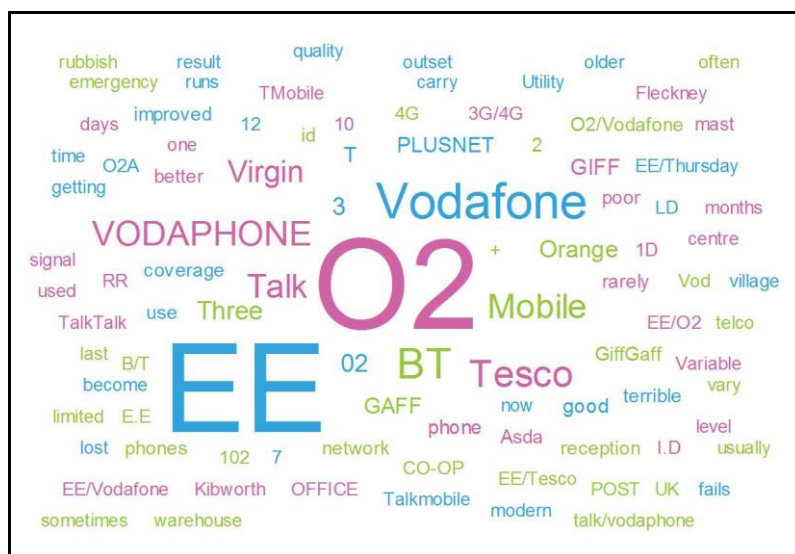 rubbish result quality outset older often
emergency runs carry Utility
TMobile Fleckney
days improved 12 id 10 4G 3G/4G O2/Vodafone mast
time one T PLUSNET 2
O2A better Virgin GIFF EE/Thursday
getting
3 Vodafone poor LD months
VODAPHONE centre
signal + Orange 1D
RR coverage Talk O2 rarely Vod village
used
use Three Mobile
TalkTalk EE/O2 telco
last B/T EE 02 BT Tesco GiffGaff Variable
become vary
limited E.E GAFF now good terrible
phone level
lost phones 102 7 network Asda reception I.D usually
CO-OP EE/Tesco
EE/Vodafone Kibworth OFFICE Talkmobile POST UK fails
modern
sometimes warehouse talk/vodaphone